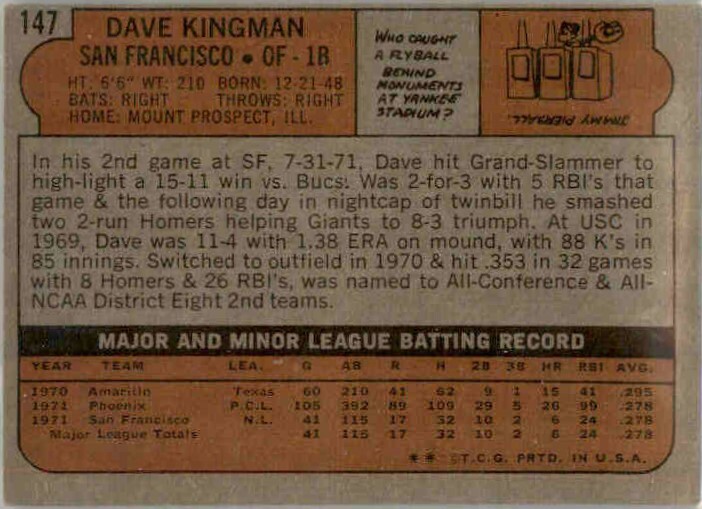 147
DAVE KINGMAN
SAN FRANCISCO • OF - 1B
HT: 6'6" WT: 210 BORN: 12-21-48
BATS: RIGHT THROWS: RIGHT
HOME: MOUNT PROSPECT, ILL.
WHO CAUGHT
A FLYBALL
BEHIND
MONUMENTS
AT YANKEE
STADIUM?
JIMMY PIERSALL.
In his 2nd game at SF, 7-31-71, Dave hit Grand-Slammer to
high-light a 15-11 win vs. Bucs. Was 2-for-3 with 5 RBI's that
game & the following day in nightcap of twinbill he smashed
two 2-run Homers helping Giants to 8-3 triumph. At USC in
1969, Dave was 11-4 with 1.38 ERA on mound, with 88 K's in
85 innings. Switched to outfield in 1970 & hit .353 in 32 games
with 8 Homers & 26 RBI's, was named to All-Conference & All-
NCAA District Eight 2nd teams.
MAJOR AND MINOR LEAGUE BATTING RECORD
YEAR TEAM LEA. G AB R H 2B 3B HR RBI AVG.
1970 Amarillo Texas 60 210 41 62 9 1 15 41 .295
1971 Phoenix P.C.L. 105 392 89 109 29 5 26 99 .278
1971 San Francisco N.L. 41 115 17 32 10 2 6 24 .278
Major League Totals 41 115 17 32 10 2 6 24 .278
* * ©T.C.G. PRTD. IN U.S.A.